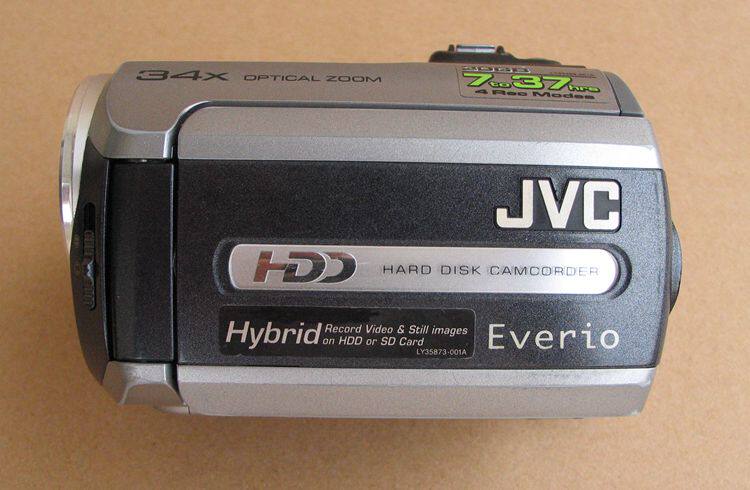 34X OPTICAL ZOOM
7 to 37 hrs
4 Rec Modes
JVC
HDD HARD DISK CAMCORDER
Hybrid Record Video & Still images
on HDD or SD Card
LY35873-001A
Everio